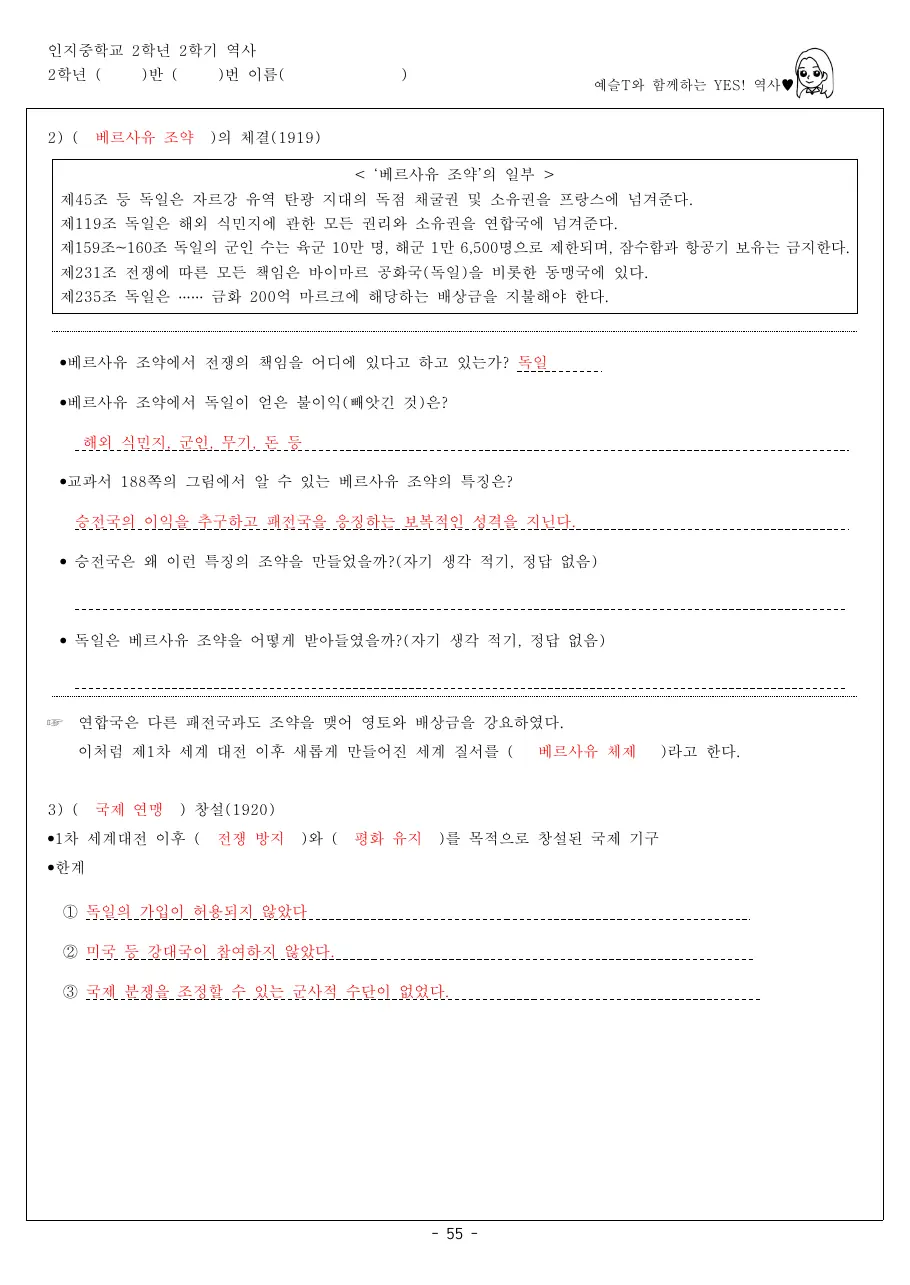 인지중학교 2학년 2학기 역사
2학년 ( )반 ( )번 이름( )
예슬T와 함께하는 YES! 역사♥
2) ( 베르사유 조약 )의 체결(1919)
< ‘베르사유 조약’의 일부 >
제45조 등 독일은 자르강 유역 탄광 지대의 독점 채굴권 및 소유권을 프랑스에 넘겨준다.
제119조 독일은 해외 식민지에 관한 모든 권리와 소유권을 연합국에 넘겨준다.
제159조~160조 독일의 군인 수는 육군 10만 명, 해군 1만 6,500명으로 제한되며, 잠수함과 항공기 보유는 금지한다.
제231조 전쟁에 따른 모든 책임은 바이마르 공화국(독일)을 비롯한 동맹국에 있다.
제235조 독일은 …… 금화 200억 마르크에 해당하는 배상금을 지불해야 한다.
•베르사유 조약에서 전쟁의 책임을 어디에 있다고 하고 있는가? 독일
•베르사유 조약에서 독일이 얻은 불이익(빼앗긴 것)은?
해외 식민지, 군인, 무기, 돈 등
•교과서 188쪽의 그림에서 알 수 있는 베르사유 조약의 특징은?
승전국의 이익을 추구하고 패전국을 응징하는 보복적인 성격을 지닌다.
• 승전국은 왜 이런 특징의 조약을 만들었을까?(자기 생각 적기, 정답 없음)
• 독일은 베르사유 조약을 어떻게 받아들였을까?(자기 생각 적기, 정답 없음)
☞ 연합국은 다른 패전국과도 조약을 맺어 영토와 배상금을 강요하였다.
이처럼 제1차 세계 대전 이후 새롭게 만들어진 세계 질서를 ( 베르사유 체제 )라고 한다.
3) ( 국제 연맹 ) 창설(1920)
•1차 세계대전 이후 ( 전쟁 방지 )와 ( 평화 유지 )를 목적으로 창설된 국제 기구
•한계
① 독일의 가입이 허용되지 않았다
② 미국 등 강대국이 참여하지 않았다.
③ 국제 분쟁을 조정할 수 있는 군사적 수단이 없었다.
- 55 -